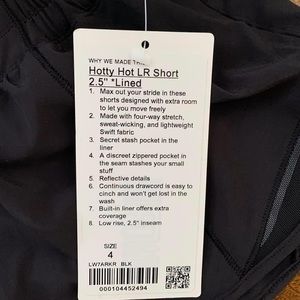 WHY WE MADE THIS
Hotty Hot LR Short
2.5" *Lined
1. Max out your stride in these
shorts designed with extra room
to let you move freely
2. Made with four-way stretch,
sweat-wicking, and lightweight
Swift fabric
3. Secret stash pocket in the
liner
4. A discreet zippered pocket in
the seam stashes your small
stuff
5. Reflective details
6. Continuous drawcord is easy to
cinch and won't get lost in the
wash
7. Built-in liner offers extra
coverage
8. Low rise, 2.5" inseam
SIZE
4
LW7ARKR BLK
000104452494